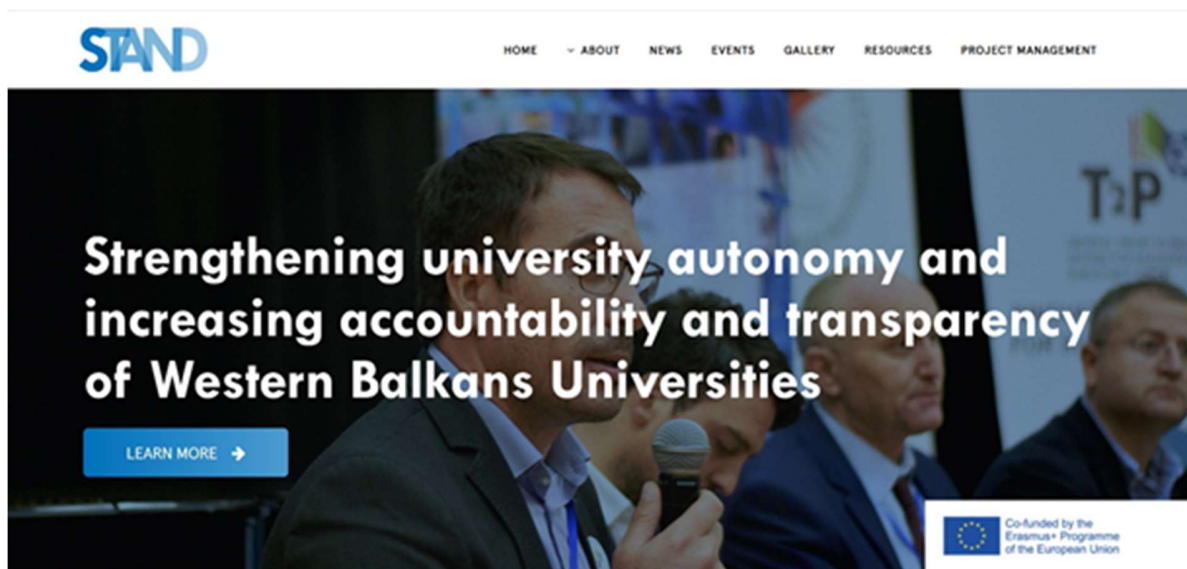 STAND
HOME ABOUT NEWS EVENTS GALLERY RESOURCES PROJECT MANAGEMENT
T2P
Strengthening university autonomy and
increasing accountability and transparency
of Western Balkans Universities
LEARN MORE
Co-funded by the
Erasmus+ Programme
of the European Union